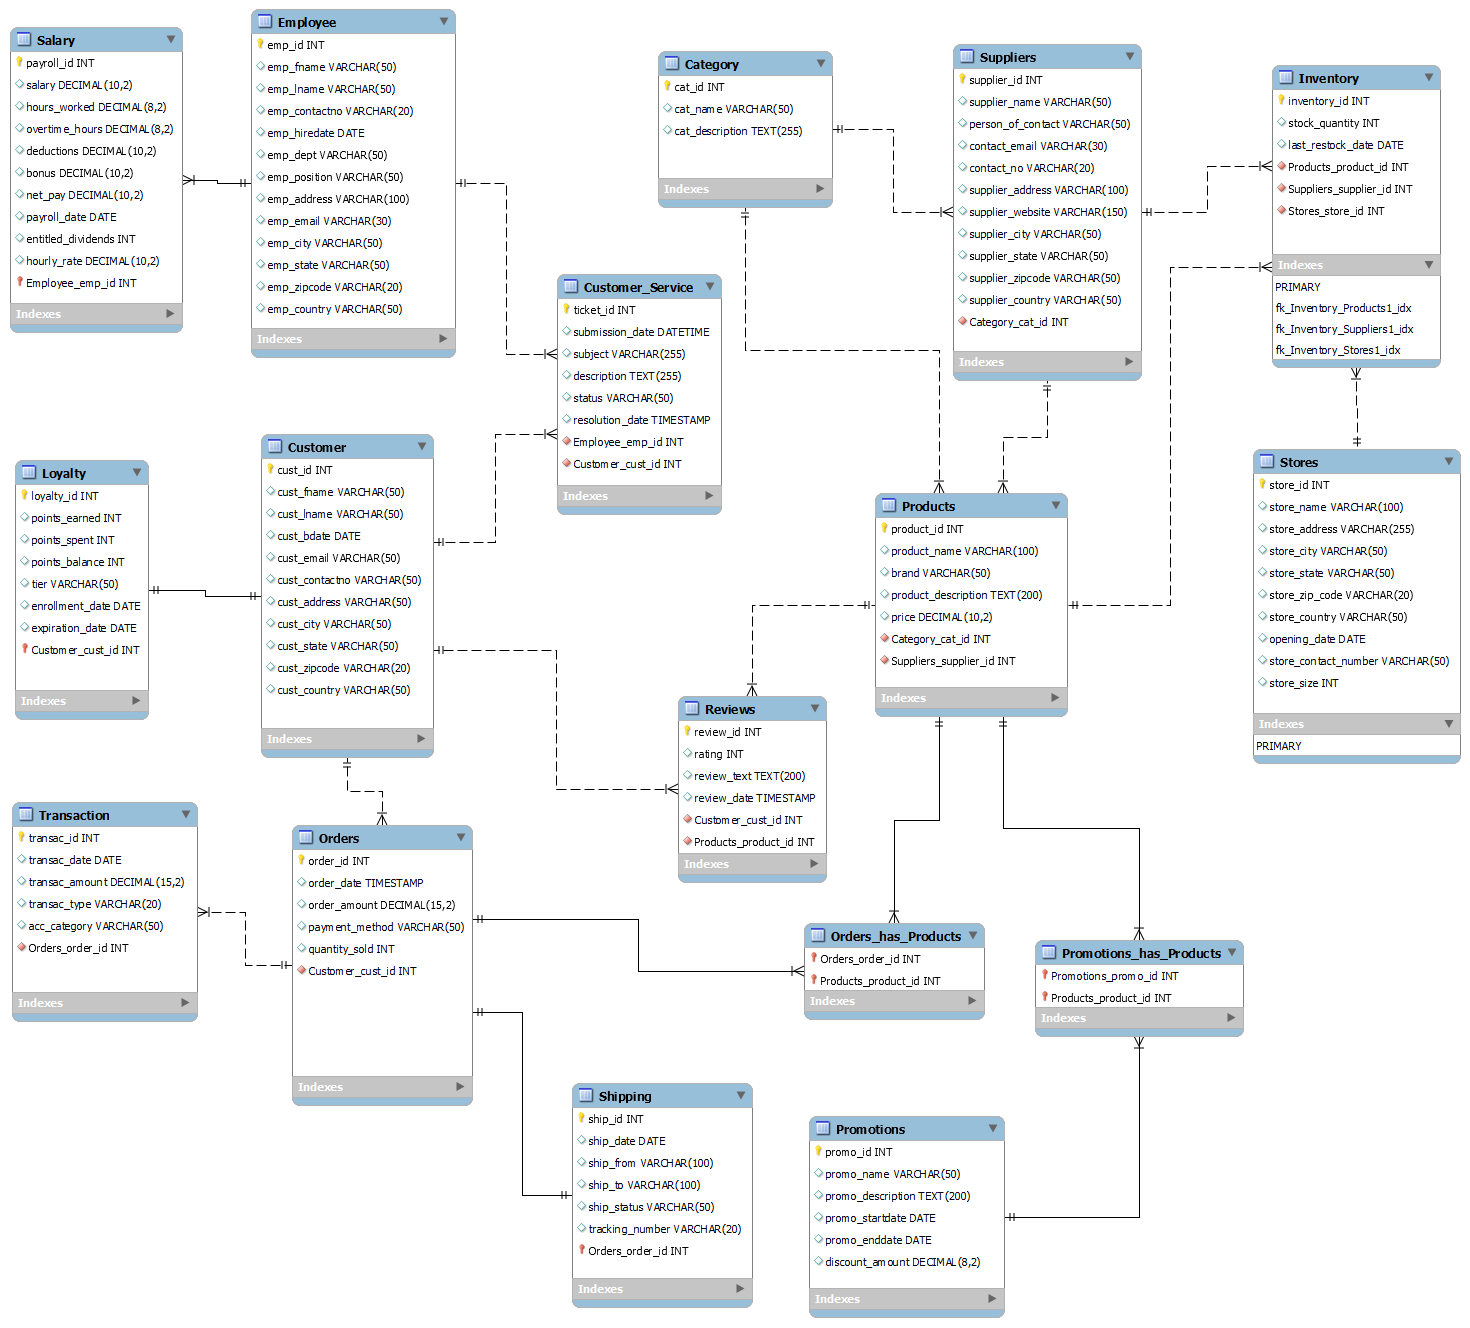 Salary
payroll_id INT
salary DECIMAL(10,2)
hours_worked DECIMAL(8,2)
overtime_hours DECIMAL(8,2)
deductions DECIMAL(10,2)
bonus DECIMAL(10,2)
net_pay DECIMAL(10,2)
payroll_date DATE
entitled_dividends INT
hourly_rate DECIMAL(10,2)
Employee_emp_id INT
Indexes
Employee
emp_id INT
emp_fname VARCHAR(50)
emp_lname VARCHAR(50)
emp_contactno VARCHAR(20)
emp_hiredate DATE
emp_dept VARCHAR(50)
emp_position VARCHAR(50)
emp_address VARCHAR(100)
emp_email VARCHAR(30)
emp_city VARCHAR(50)
emp_state VARCHAR(50)
emp_zipcode VARCHAR(20)
emp_country VARCHAR(50)
Indexes
Category
cat_id INT
cat_name VARCHAR(50)
cat_description TEXT(255)
Indexes
Suppliers
supplier_id INT
supplier_name VARCHAR(50)
person_of_contact VARCHAR(50)
contact_email VARCHAR(30)
contact_no VARCHAR(20)
supplier_address VARCHAR(100)
supplier_website VARCHAR(150)
supplier_city VARCHAR(50)
supplier_state VARCHAR(50)
supplier_zipcode VARCHAR(50)
supplier_country VARCHAR(50)
Category_cat_id INT
Indexes
Inventory
inventory_id INT
stock_quantity INT
last_restock_date DATE
Products_product_id INT
Suppliers_supplier_id INT
Stores_store_id INT
Indexes
PRIMARY
fk_Inventory_Products1_idx
fk_Inventory_Suppliers1_idx
fk_Inventory_Stores1_idx
Customer_Service
ticket_id INT
submission_date DATETIME
subject VARCHAR(255)
description TEXT(255)
status VARCHAR(50)
resolution_date TIMESTAMP
Employee_emp_id INT
Customer_cust_id INT
Indexes
Loyalty
loyalty_id INT
points_earned INT
points_spent INT
points_balance INT
tier VARCHAR(50)
enrollment_date DATE
expiration_date DATE
Customer_cust_id INT
Indexes
Customer
cust_id INT
cust_fname VARCHAR(50)
cust_lname VARCHAR(50)
cust_bdate DATE
cust_email VARCHAR(50)
cust_contactno VARCHAR(50)
cust_address VARCHAR(50)
cust_city VARCHAR(50)
cust_state VARCHAR(50)
cust_zipcode VARCHAR(20)
cust_country VARCHAR(50)
Indexes
Products
product_id INT
product_name VARCHAR(100)
brand VARCHAR(50)
product_description TEXT(200)
price DECIMAL(10,2)
Category_cat_id INT
Suppliers_supplier_id INT
Indexes
Stores
store_id INT
store_name VARCHAR(100)
store_address VARCHAR(255)
store_city VARCHAR(50)
store_state VARCHAR(50)
store_zip_code VARCHAR(20)
store_country VARCHAR(50)
opening_date DATE
store_contact_number VARCHAR(50)
store_size INT
Indexes
PRIMARY
Reviews
review_id INT
rating INT
review_text TEXT(200)
review_date TIMESTAMP
Customer_cust_id INT
Products_product_id INT
Indexes
Transaction
transac_id INT
transac_date DATE
transac_amount DECIMAL(15,2)
transac_type VARCHAR(20)
acc_category VARCHAR(50)
Orders_order_id INT
Indexes
Orders
order_id INT
order_date TIMESTAMP
order_amount DECIMAL(15,2)
payment_method VARCHAR(50)
quantity_sold INT
Customer_cust_id INT
Indexes
Orders_has_Products
Orders_order_id INT
Products_product_id INT
Indexes
Promotions_has_Products
Promotions_promo_id INT
Products_product_id INT
Indexes
Shipping
ship_id INT
ship_date DATE
ship_from VARCHAR(100)
ship_to VARCHAR(100)
ship_status VARCHAR(50)
tracking_number VARCHAR(20)
Orders_order_id INT
Indexes
Promotions
promo_id INT
promo_name VARCHAR(50)
promo_description TEXT(200)
promo_startdate DATE
promo_enddate DATE
discount_amount DECIMAL(8,2)
Indexes